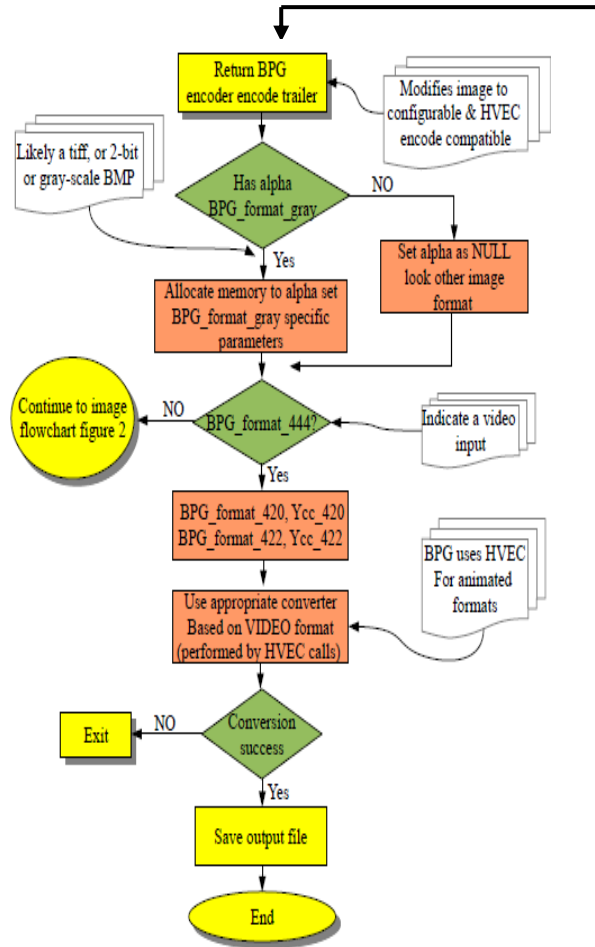 Return BPG
encoder encode trailer
Modifies image to
configurable & HVEC
encode compatible
Likely a tiff, or 2-bit
or gray-scale BMP
Has alpha
BPG_format_gray
NO
Yes
Set alpha as NULL
look other image
format
Allocate memory to alpha set
BPG_format_gray specific
parameters
Continue to image
flowchart figure 2
NO
BPG_format_444?
Indicate a video
input
Yes
BPG_format_420, Ycc_420
BPG_format_422, Ycc_422
BPG uses HVEC
For animated
formats
Use appropriate converter
Based on VIDEO format
(performed by HVEC calls)
Exit
NO
Conversion
success
Yes
Save output file
End